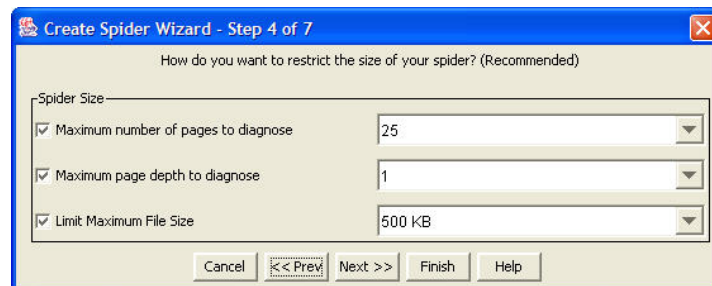 Create Spider Wizard - Step 4 of 7
How do you want to restrict the size of your spider? (Recommended)
Spider Size
Maximum number of pages to diagnose 25
Maximum page depth to diagnose 1
Limit Maximum File Size 500 KB
Cancel << Prev Next >> Finish Help